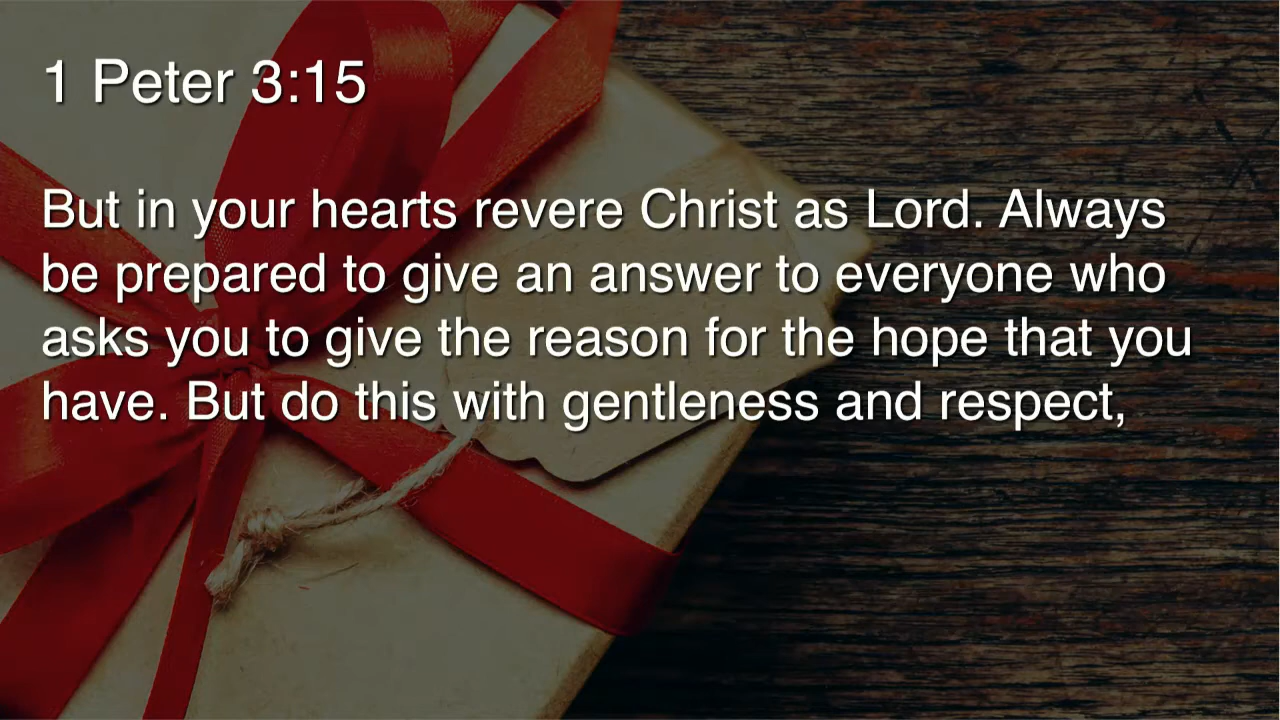 1 Peter 3:15
But in your hearts revere Christ as Lord. Always
be prepared to give an answer to everyone who
asks you to give the reason for the hope that you
have. But do this with gentleness and respect,